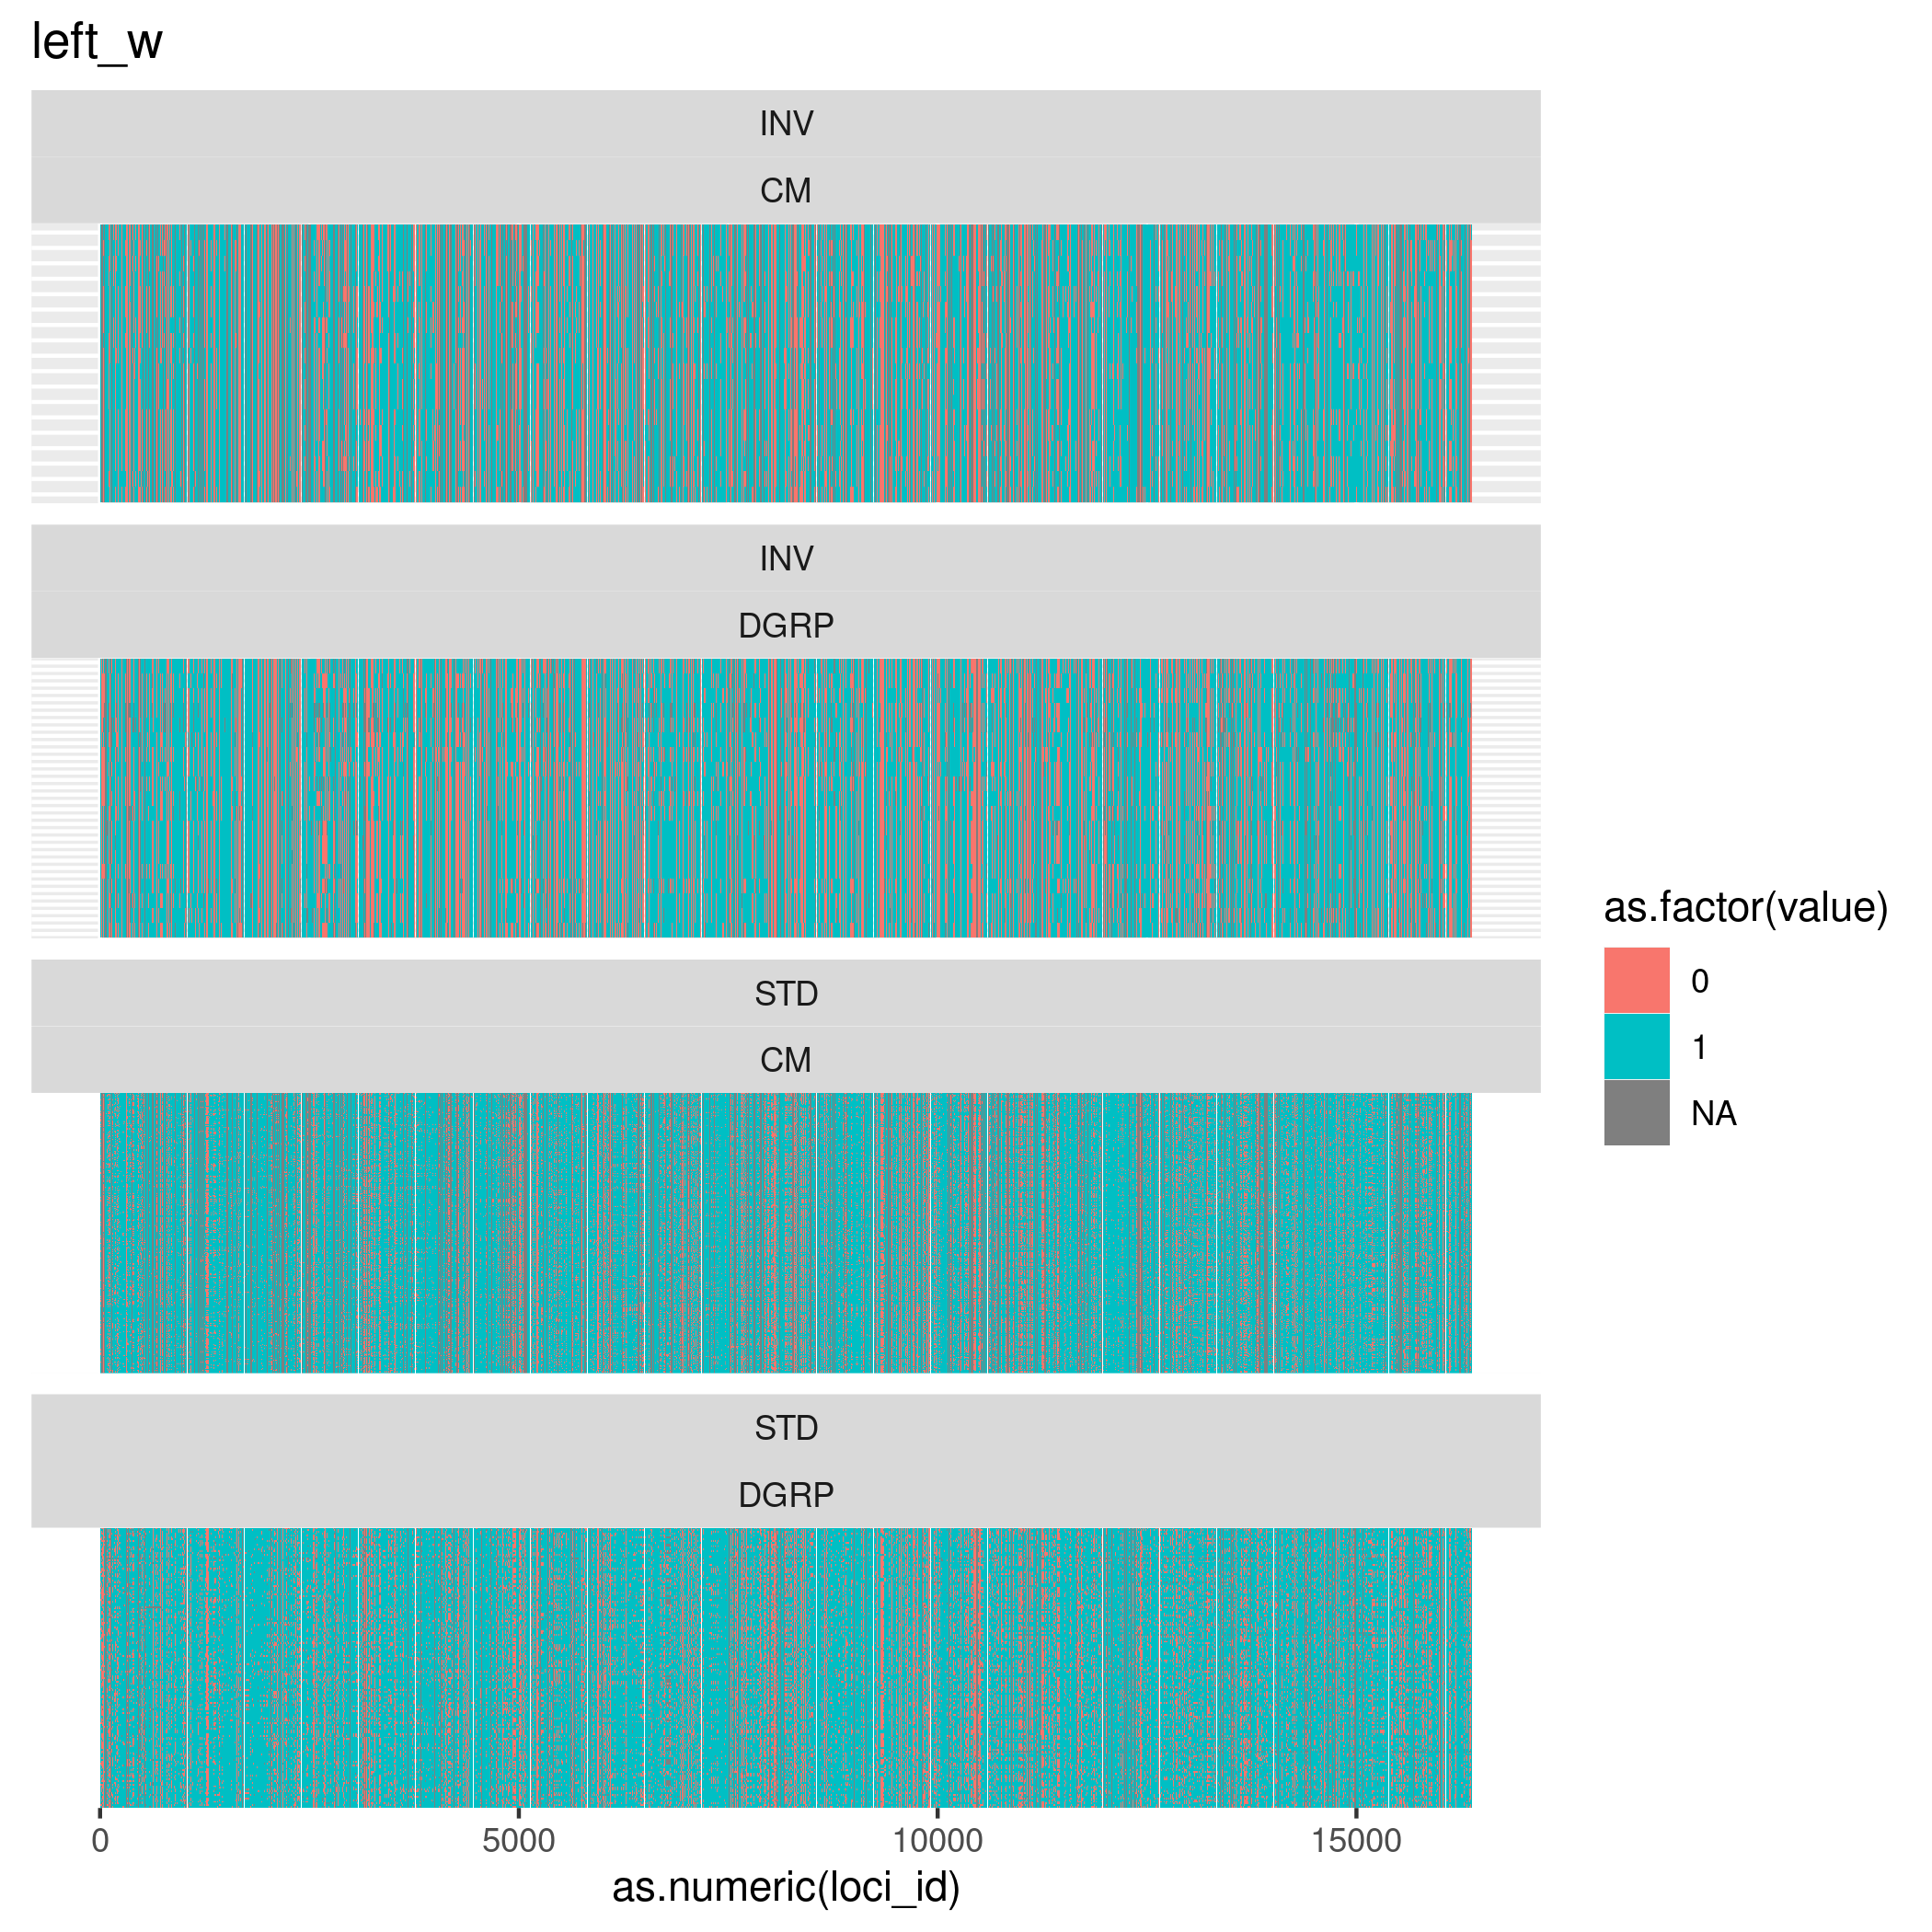 left_w
INV
CM
INV
DGRP
STD
CM
STD
DGRP
0 5000 10000 15000
as.numeric(loci_id)
as.factor(value)
0
1
NA